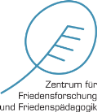 Zentrum für
Friedensforschung
und Friedenspädagogik